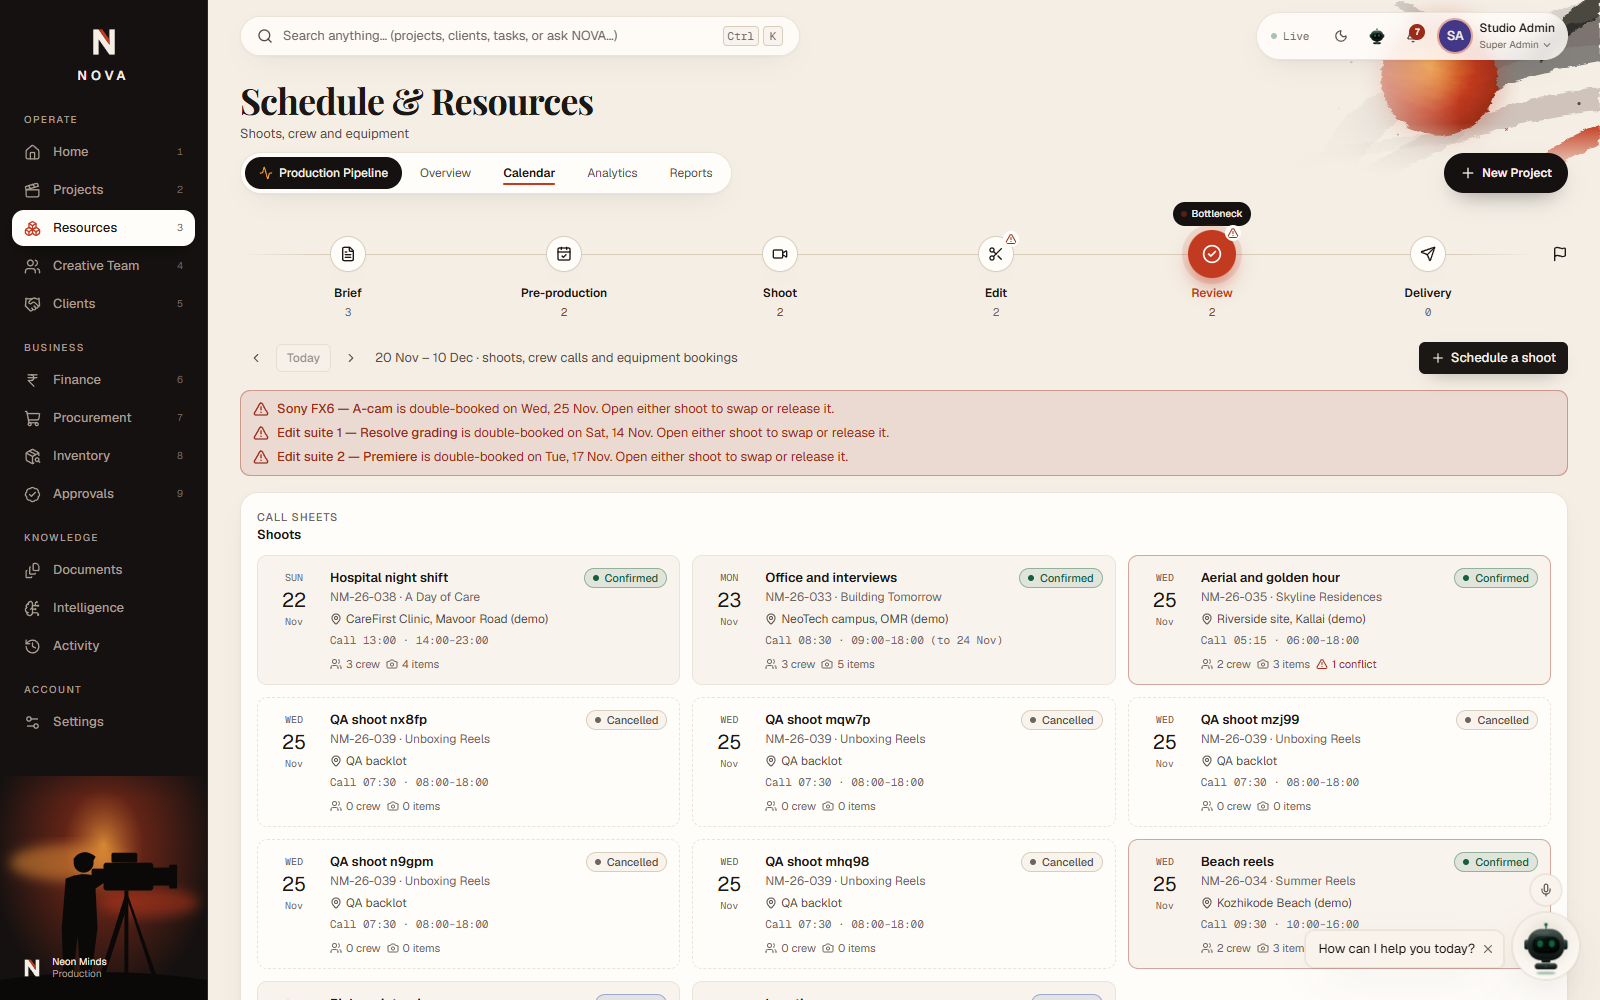 NOVA
OPERATE
Home 1
Projects 2
Resources 3
Creative Team 4
Clients 5
BUSINESS
Finance 6
Procurement 7
Inventory 8
Approvals 9
KNOWLEDGE
Documents
Intelligence
Activity
ACCOUNT
Settings
Neon Minds
Production
Search anything... (projects, clients, tasks, or ask NOVA...) Ctrl K
Live
7
SA
Studio Admin
Super Admin
Schedule & Resources
Shoots, crew and equipment
Production Pipeline Overview Calendar Analytics Reports
New Project
Bottleneck
Brief Pre-production Shoot Edit Review Delivery
3 2 2 2 2 0
Today 20 Nov – 10 Dec · shoots, crew calls and equipment bookings
Schedule a shoot
Sony FX6 — A-cam is double-booked on Wed, 25 Nov. Open either shoot to swap or release it.
Edit suite 1 — Resolve grading is double-booked on Sat, 14 Nov. Open either shoot to swap or release it.
Edit suite 2 — Premiere is double-booked on Tue, 17 Nov. Open either shoot to swap or release it.
CALL SHEETS
Shoots
SUN
22
Nov
Hospital night shift
Confirmed
NM-26-038 · A Day of Care
CareFirst Clinic, Mavoor Road (demo)
Call 13:00 · 14:00–23:00
3 crew 4 items
MON
23
Nov
Office and interviews
Confirmed
NM-26-033 · Building Tomorrow
NeoTech campus, OMR (demo)
Call 08:30 · 09:00–18:00 (to 24 Nov)
3 crew 5 items
WED
25
Nov
Aerial and golden hour
Confirmed
NM-26-035 · Skyline Residences
Riverside site, Kallai (demo)
Call 05:15 · 06:00–18:00
2 crew 3 items 1 conflict
WED
25
Nov
QA shoot nx8fp
Cancelled
NM-26-039 · Unboxing Reels
QA backlot
Call 07:30 · 08:00–18:00
0 crew 0 items
WED
25
Nov
QA shoot mqw7p
Cancelled
NM-26-039 · Unboxing Reels
QA backlot
Call 07:30 · 08:00–18:00
0 crew 0 items
WED
25
Nov
QA shoot mzj99
Cancelled
NM-26-039 · Unboxing Reels
QA backlot
Call 07:30 · 08:00–18:00
0 crew 0 items
WED
25
Nov
QA shoot n9gpm
Cancelled
NM-26-039 · Unboxing Reels
QA backlot
Call 07:30 · 08:00–18:00
0 crew 0 items
WED
25
Nov
QA shoot mhq98
Cancelled
NM-26-039 · Unboxing Reels
QA backlot
Call 07:30 · 08:00–18:00
0 crew 0 items
WED
25
Nov
Beach reels
Confirmed
NM-26-034 · Summer Reels
Kozhikode Beach (demo)
Call 09:30 · 10:00–16:00
2 crew 3 item
How can I help you today?